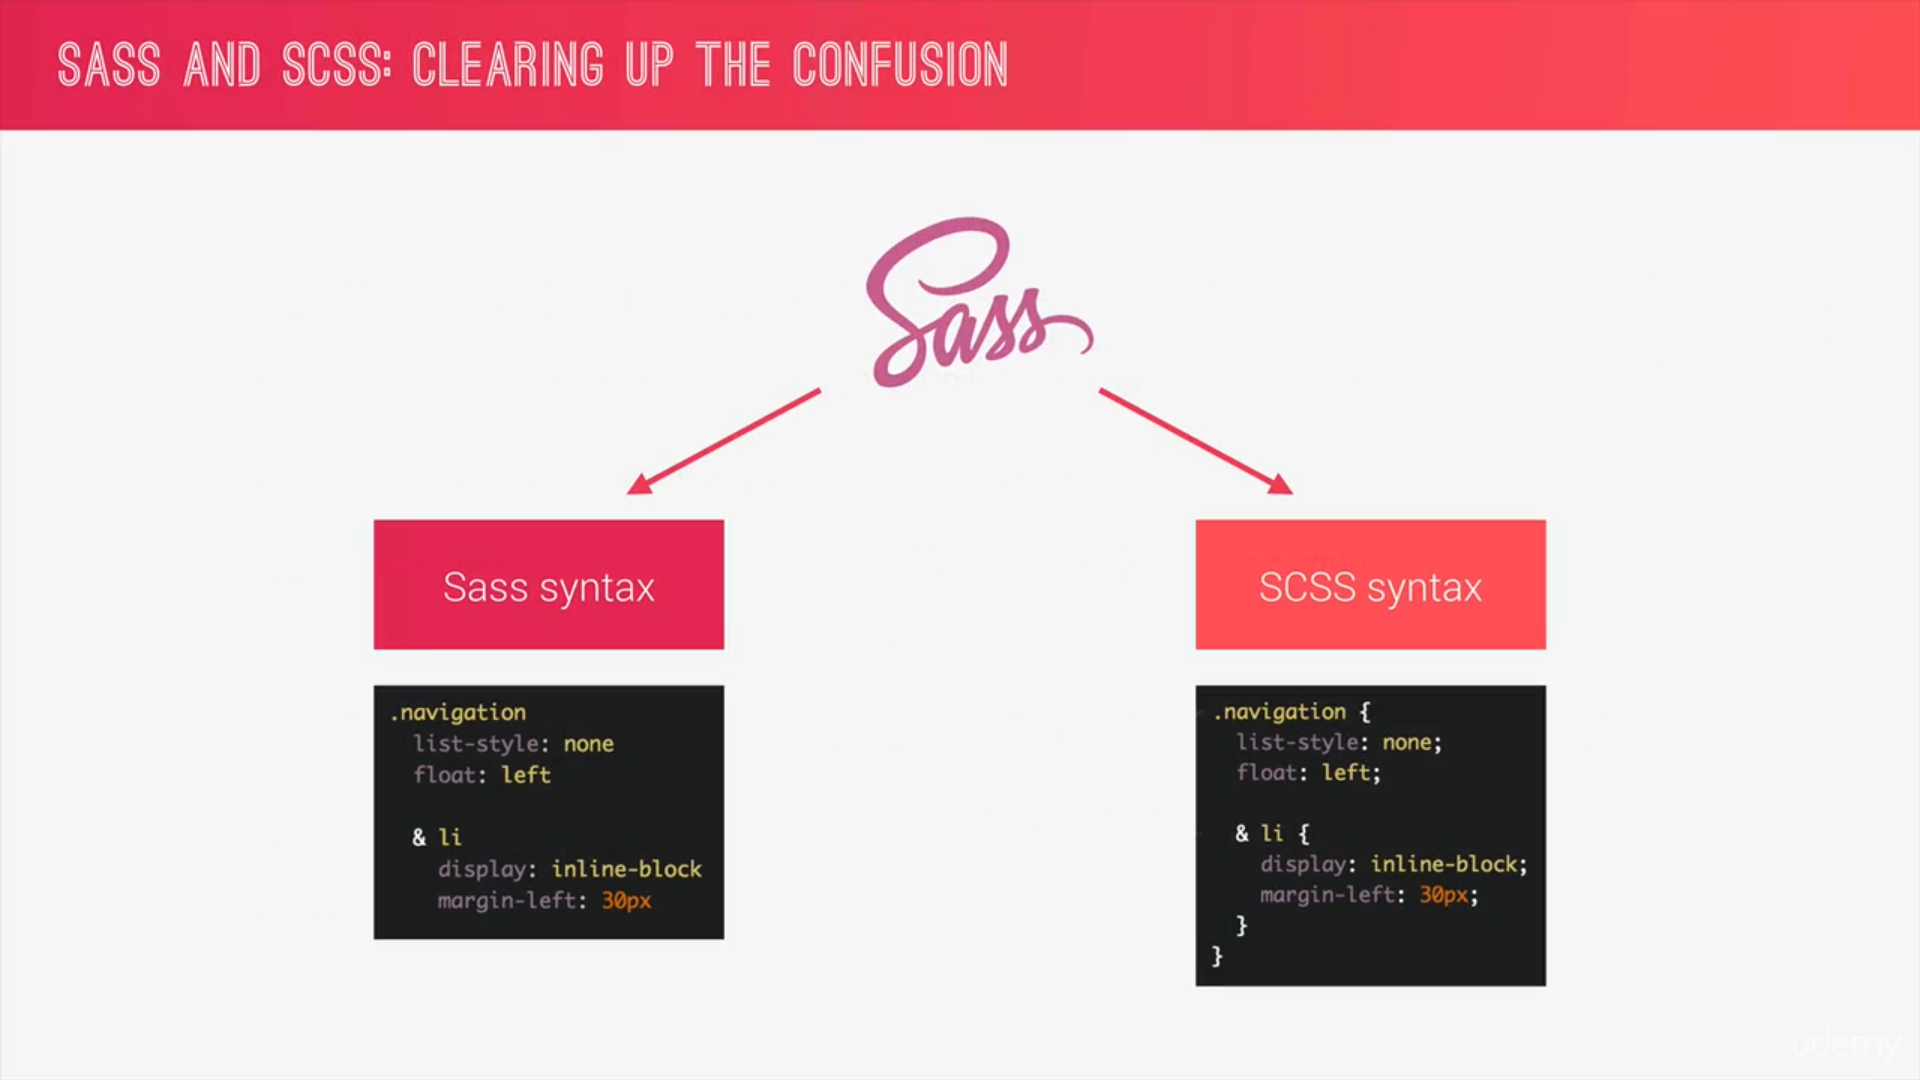 SASS AND SCSS: CLEARING UP THE CONFUSION
Sass
Sass syntax
.navigation
  list-style: none
  float: left

  & li
    display: inline-block
    margin-left: 30px
SCSS syntax
.navigation {
  list-style: none;
  float: left;

  & li {
    display: inline-block;
    margin-left: 30px;
  }
}
udemy